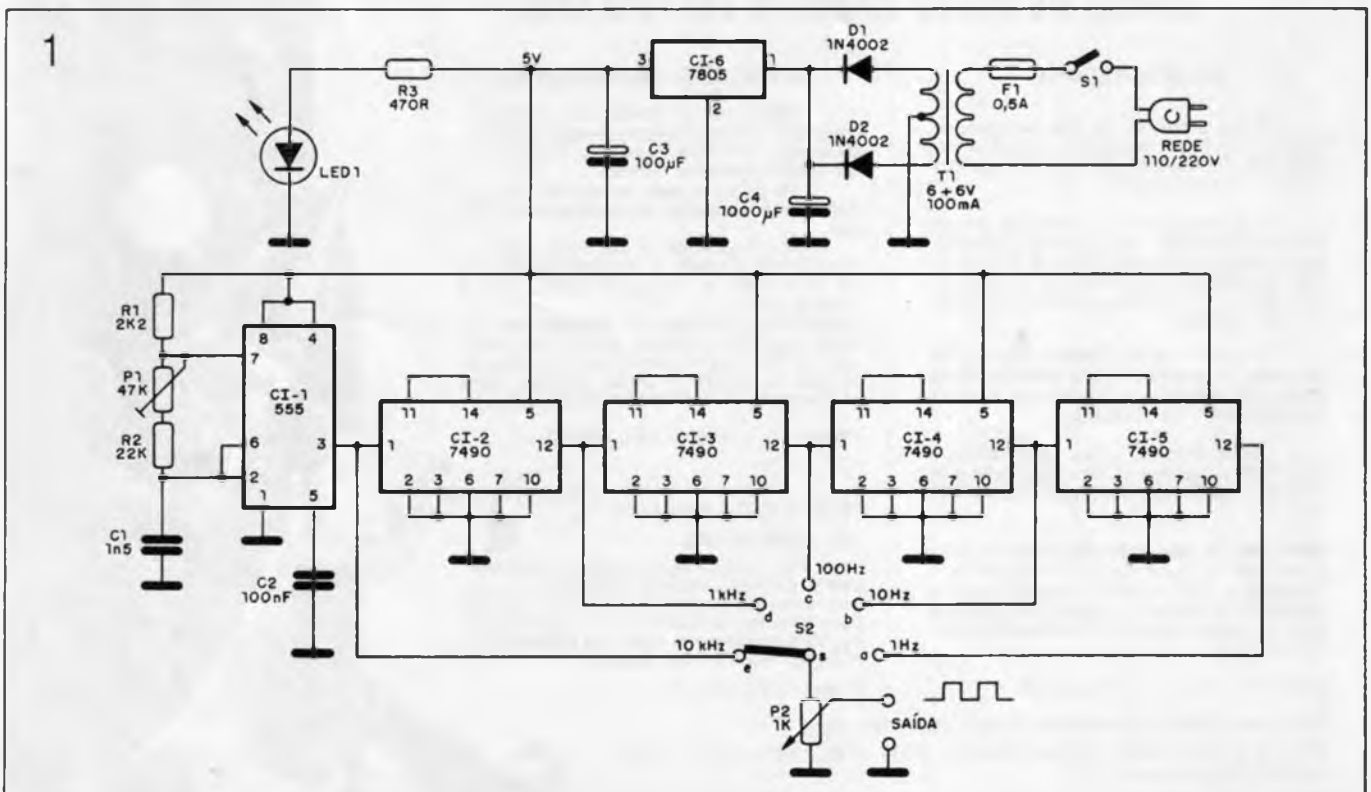 1
D1
1N4002
CI-6
7805
3
1
2
5V
R3
470R
F1
0,5A
S1
REDE
110/220V
LED1
C3
100µF
D2
1N4002
C4
1000µF
T1
6+6V
100mA
R1
2K2
P1
47K
R2
22K
C1
1n5
8
4
7
CI-1
555
6
2
3
1
5
C2
100nF
11
14
5
1
CI-2
7490
12
2
3
6
7
10
11
14
5
1
CI-3
7490
12
2
3
6
7
10
11
14
5
1
CI-4
7490
12
2
3
6
7
10
11
14
5
1
CI-5
7490
12
2
3
6
7
10
100Hz
c
1kHz
d
10Hz
b
S2
10 kHz
e
s
a
1Hz
P2
1K
SAÍDA